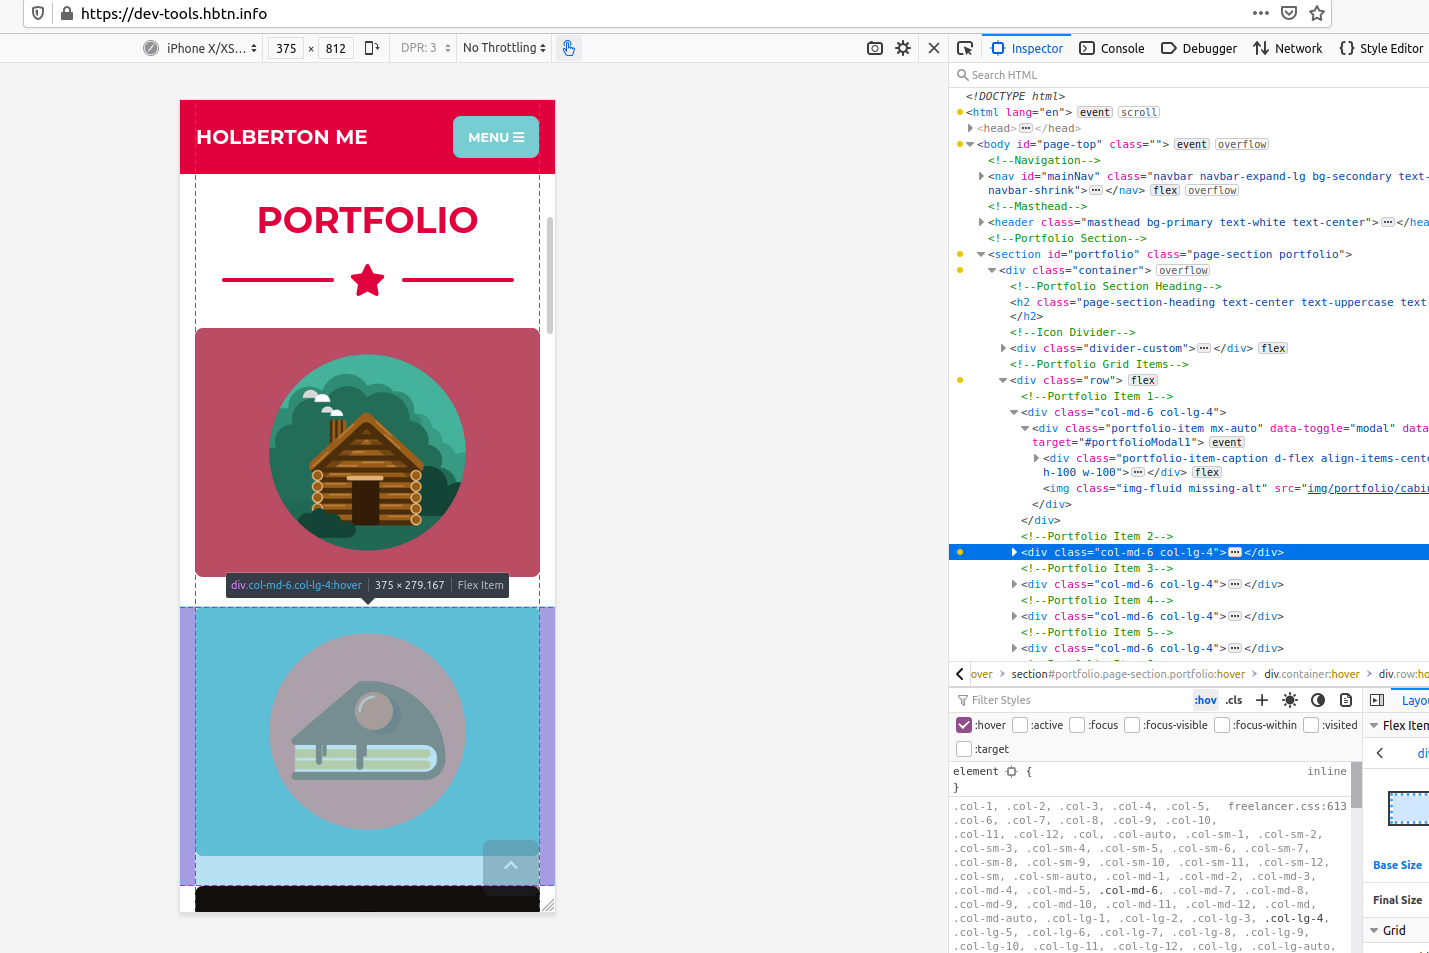 https://dev-tools.hbtn.info
iPhone X/XS... 375 × 812 DPR: 3 No Throttling
Inspector Console Debugger Network Style Editor
Search HTML
<!DOCTYPE html>
<html lang="en"> event scroll
<head> ··· </head>
<body id="page-top" class=""> event overflow
<!--Navigation-->
<nav id="mainNav" class="navbar navbar-expand-lg bg-secondary text-
navbar-shrink"> ··· </nav> flex overflow
<!--Masthead-->
<header class="masthead bg-primary text-white text-center"> ··· </hea
<!--Portfolio Section-->
<section id="portfolio" class="page-section portfolio">
<div class="container"> overflow
<!--Portfolio Section Heading-->
<h2 class="page-section-heading text-center text-uppercase text
</h2>
<!--Icon Divider-->
<div class="divider-custom"> ··· </div> flex
<!--Portfolio Grid Items-->
<div class="row"> flex
<!--Portfolio Item 1-->
<div class="col-md-6 col-lg-4">
<div class="portfolio-item mx-auto" data-toggle="modal" data
target="#portfolioModal1"> event
<div class="portfolio-item-caption d-flex align-items-cente
h-100 w-100"> ··· </div> flex
<img class="img-fluid missing-alt" src="img/portfolio/cabi
</div>
</div>
<!--Portfolio Item 2-->
<div class="col-md-6 col-lg-4"> ··· </div>
<!--Portfolio Item 3-->
<div class="col-md-6 col-lg-4"> ··· </div>
<!--Portfolio Item 4-->
<div class="col-md-6 col-lg-4"> ··· </div>
<!--Portfolio Item 5-->
<div class="col-md-6 col-lg-4"> ··· </div>
HOLBERTON ME MENU
PORTFOLIO
div.col-md-6.col-lg-4:hover 375 × 279.167 Flex Item
over section#portfolio.page-section.portfolio:hover div.container:hover div.row:ho
Filter Styles :hov .cls Layou
:hover :active :focus :focus-visible :focus-within :visited
:target
element { inline
}
.col-1, .col-2, .col-3, .col-4, .col-5, freelancer.css:613
.col-6, .col-7, .col-8, .col-9, .col-10,
.col-11, .col-12, .col, .col-auto, .col-sm-1, .col-sm-2,
.col-sm-3, .col-sm-4, .col-sm-5, .col-sm-6, .col-sm-7,
.col-sm-8, .col-sm-9, .col-sm-10, .col-sm-11, .col-sm-12,
.col-sm, .col-sm-auto, .col-md-1, .col-md-2, .col-md-3,
.col-md-4, .col-md-5, .col-md-6, .col-md-7, .col-md-8,
.col-md-9, .col-md-10, .col-md-11, .col-md-12, .col-md,
.col-md-auto, .col-lg-1, .col-lg-2, .col-lg-3, .col-lg-4,
.col-lg-5, .col-lg-6, .col-lg-7, .col-lg-8, .col-lg-9,
.col-lg-10, .col-lg-11, .col-lg-12, .col-lg, .col-lg-auto,
Flex Item
di
Base Size
Final Size
Grid